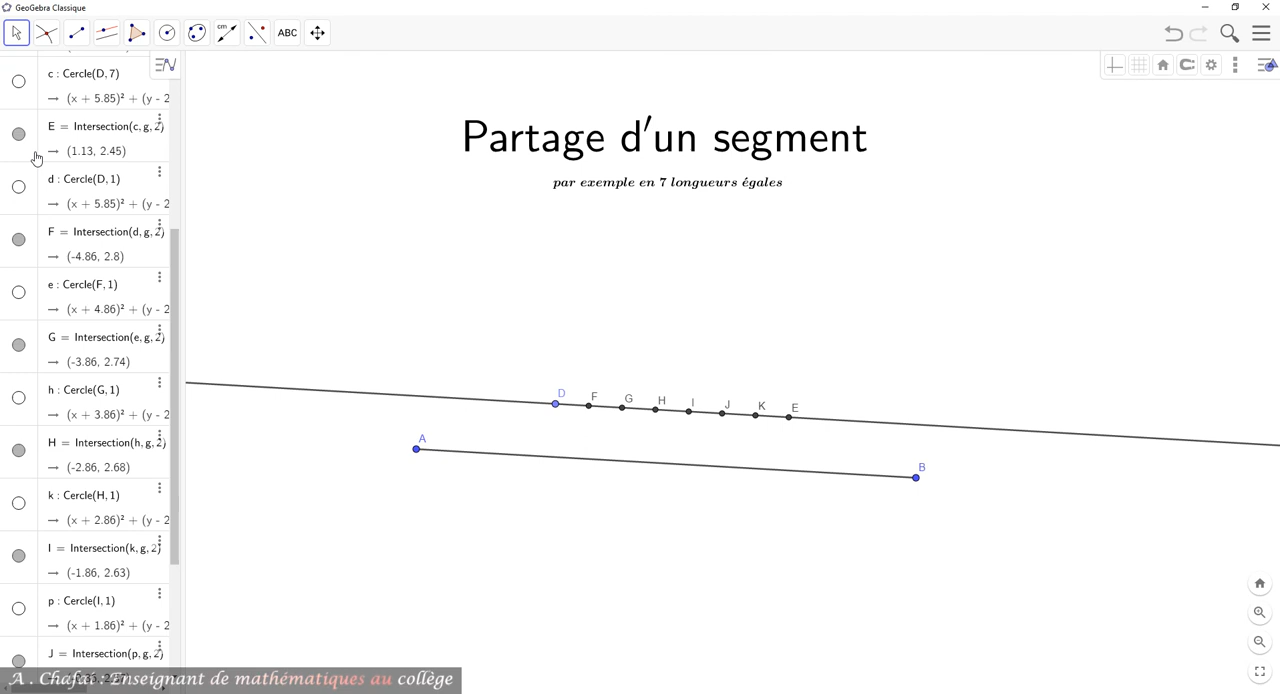 GeoGebra Classique
cm
ABC
c : Cercle(D, 7)
→ (x + 5.85)² + (y - 2
E = Intersection(c, g, 2)
→ (1.13, 2.45)
d : Cercle(D, 1)
→ (x + 5.85)² + (y - 2
F = Intersection(d, g, 2)
→ (-4.86, 2.8)
e : Cercle(F, 1)
→ (x + 4.86)² + (y - 2
G = Intersection(e, g, 2)
→ (-3.86, 2.74)
h : Cercle(G, 1)
→ (x + 3.86)² + (y - 2
H = Intersection(h, g, 2)
→ (-2.86, 2.68)
k : Cercle(H, 1)
→ (x + 2.86)² + (y - 2
I = Intersection(k, g, 2)
→ (-1.86, 2.63)
p : Cercle(I, 1)
→ (x + 1.86)² + (y - 2
J = Intersection(p, g, 2)
Partage d'un segment
par exemple en 7 longueurs égales
D F G H I J K E
A
B
A . Chafai : Enseignant de mathématiques au collège